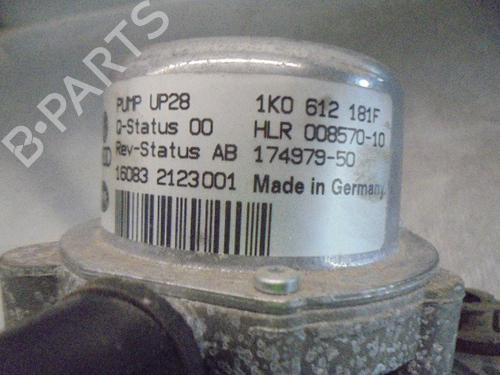 PUMP UP28 1K0 612 181F
Q-Status 00 HLR 008570-10
Rev-Status AB 174979-50
16083 2123001 Made in Germany
B-PARTS